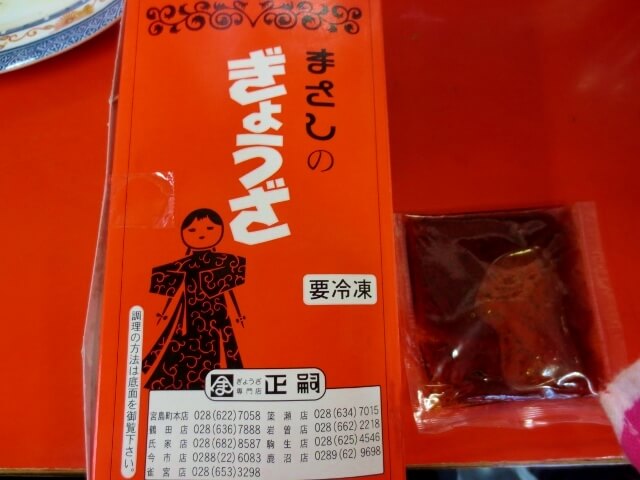 まさしの
ぎょうざ
要冷凍
調理の方法は底面を御覧下さい。
ぎょうざ
専門店
正嗣
宮島町本店 028(622)7058 簗瀬店 028(634)7015
鶴田店 028(636)7888 岩曽店 028(662)2218
氏家店 028(682)8587 駒生店 028(625)4546
今市店 0288(22)6083 鹿沼店 0289(62)9698
雀宮店 028(653)3298